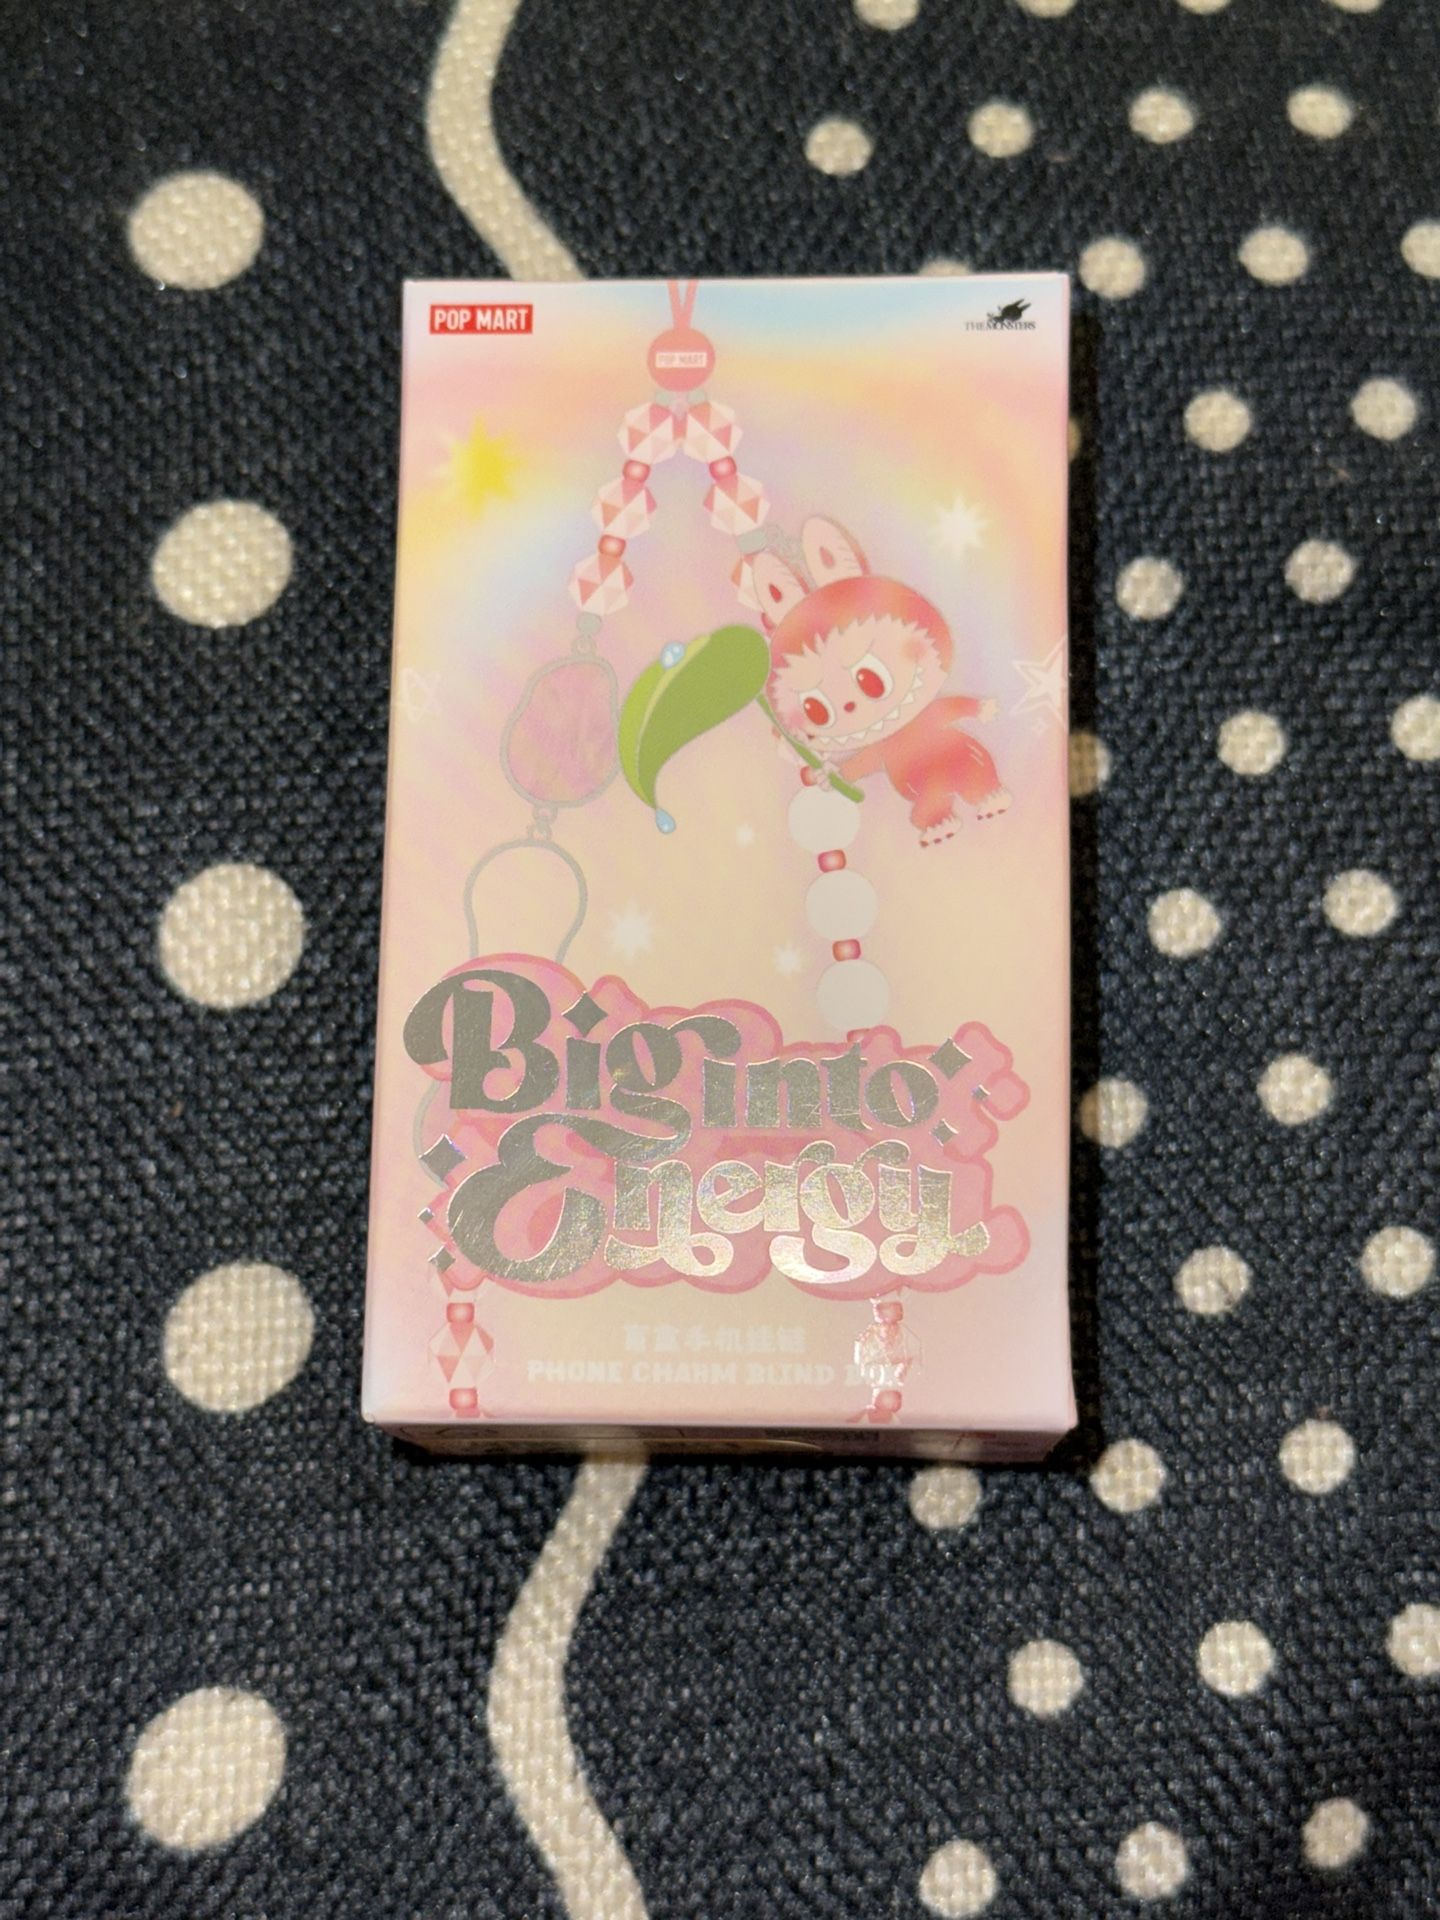 POP MART
THE MONSTERS
POP MART
Big into
Energy
盲盒手机挂链
PHONE CHARM BLIND BOX